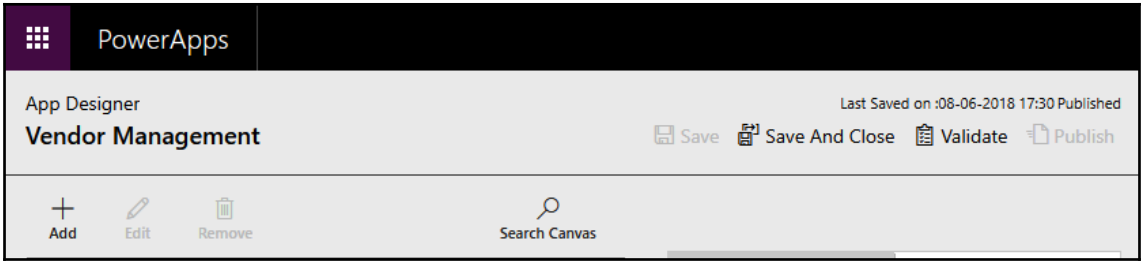 PowerApps
App Designer
Last Saved on :08-06-2018 17:30 Published
Vendor Management
Save Save And Close Validate Publish
Add Edit Remove Search Canvas